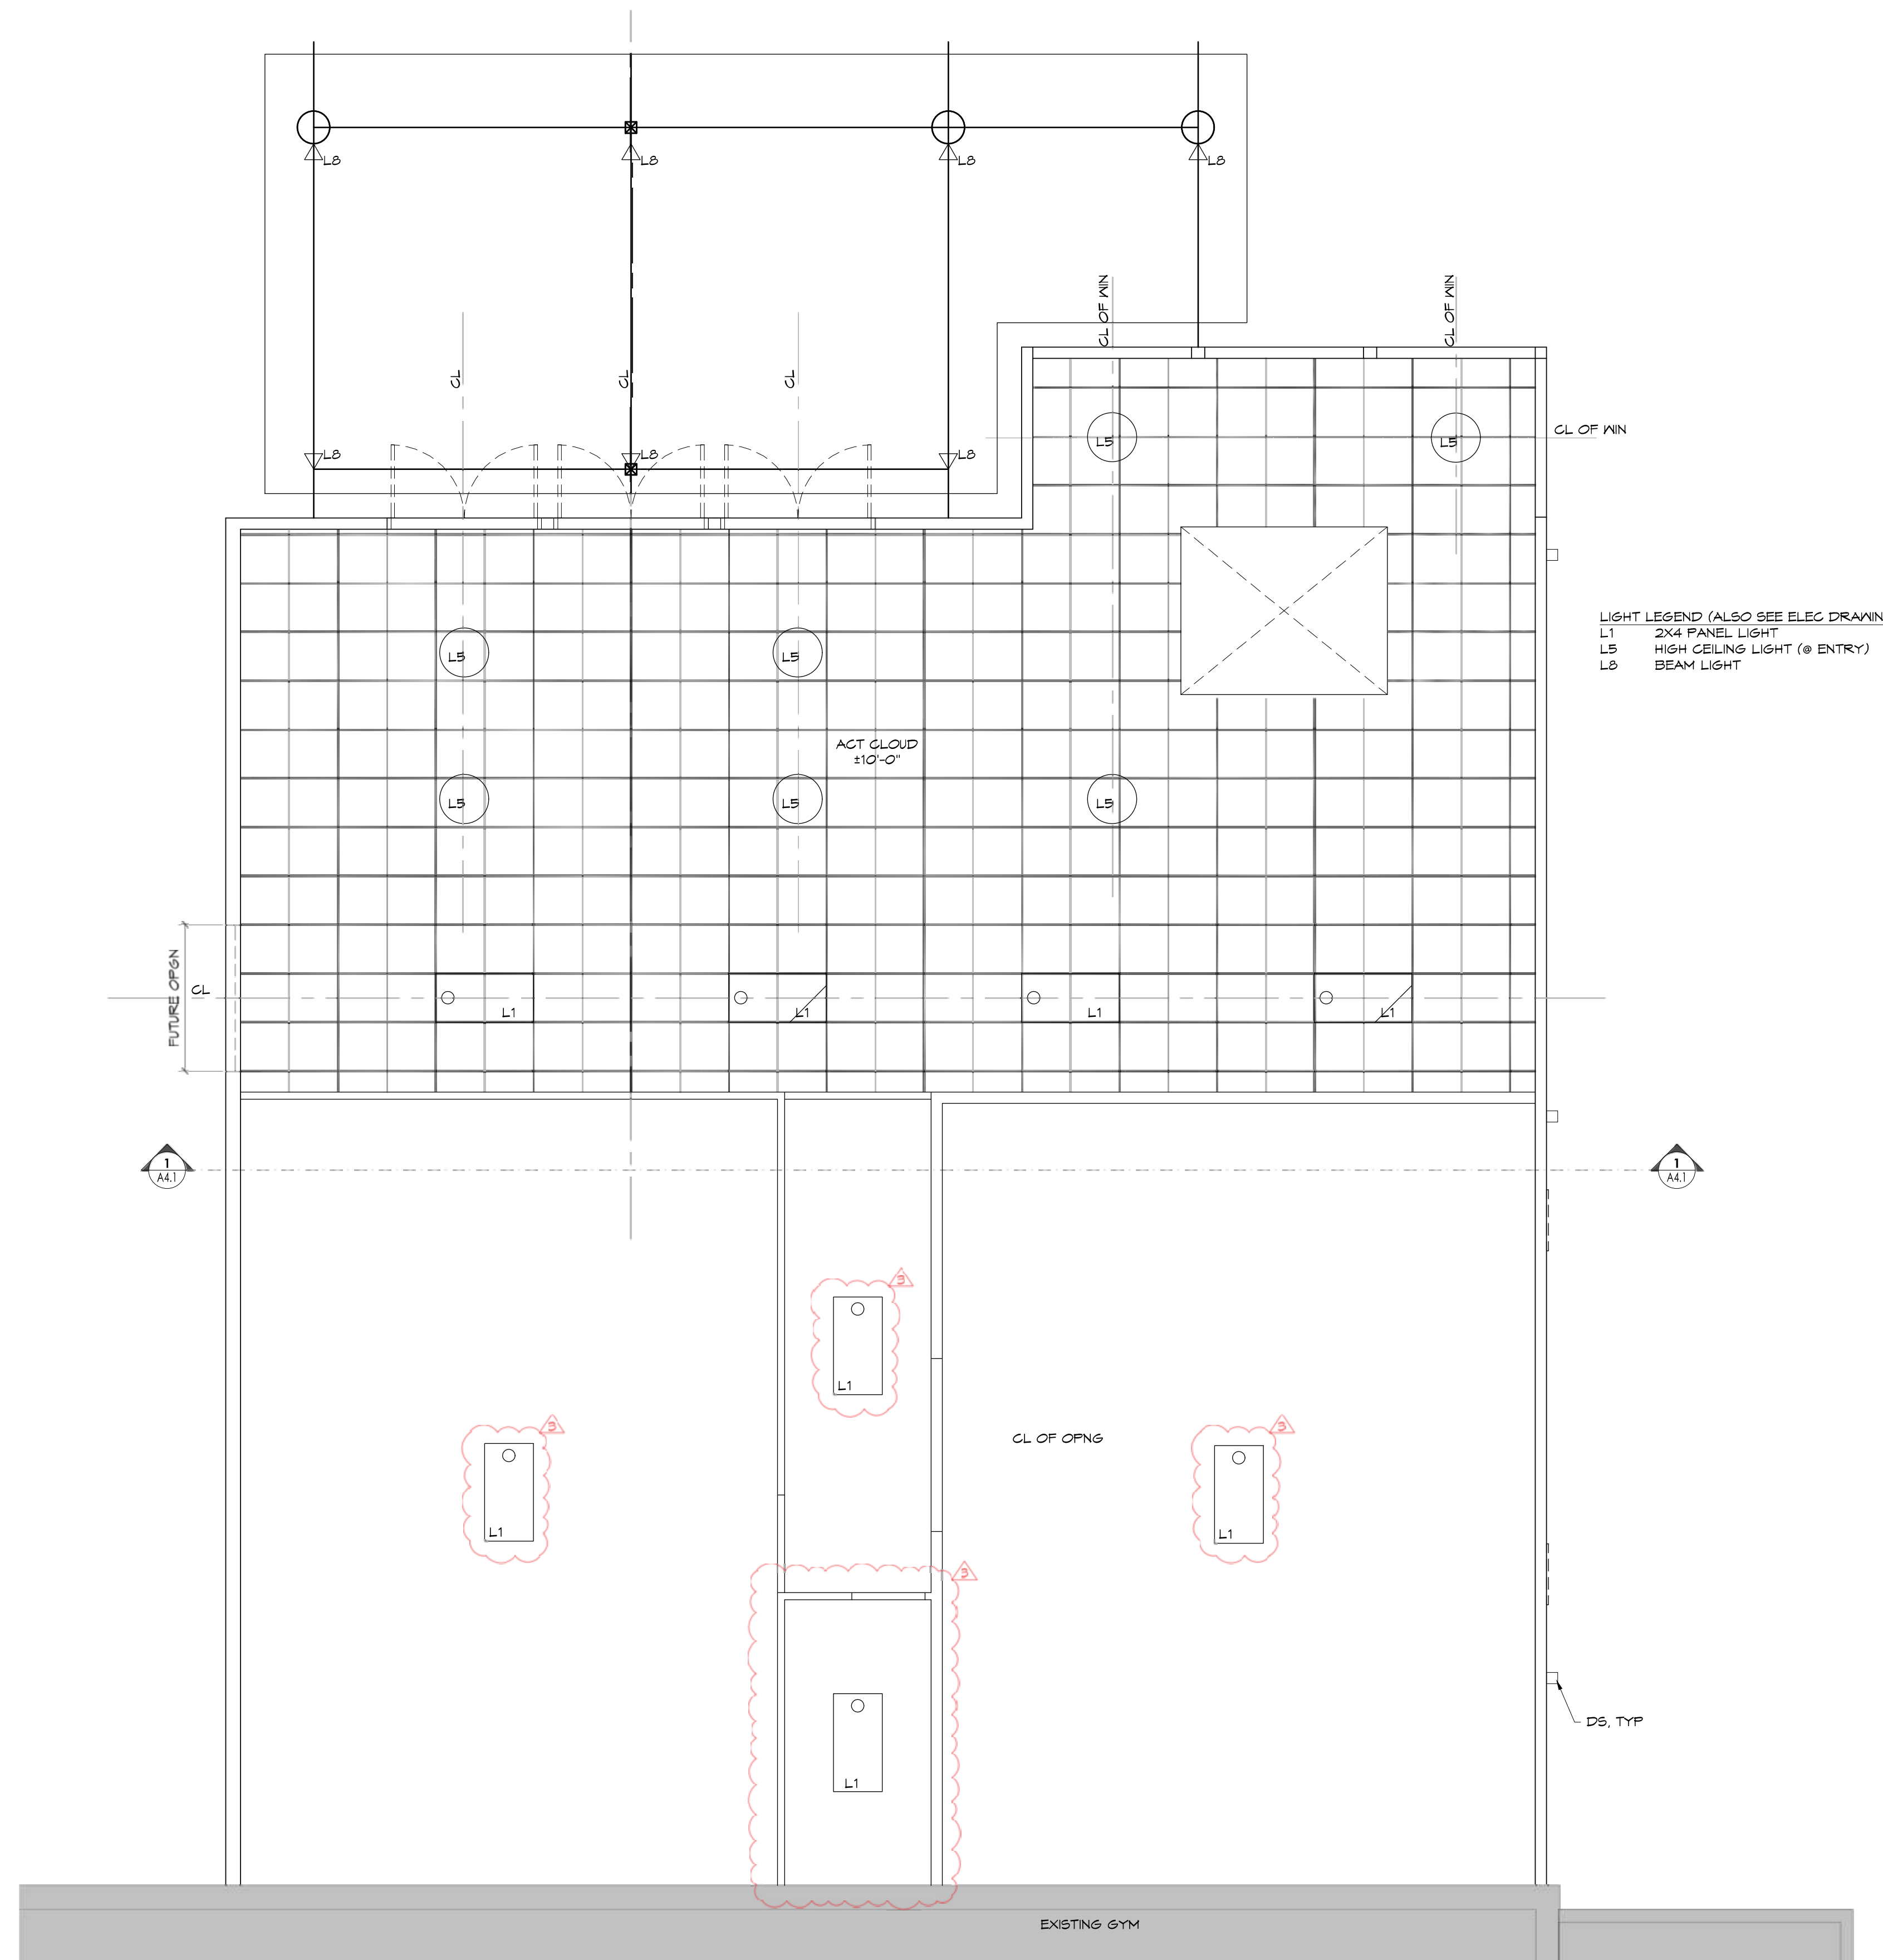 L8 L8 L8 L8
CL OF WIN
CL OF WIN
CL CL CL
L5 L5
CL OF WIN
L8 L8 L8
LIGHT LEGEND (ALSO SEE ELEC DRAWIN
L1 2X4 PANEL LIGHT
L5 HIGH CEILING LIGHT (@ ENTRY)
L8 BEAM LIGHT
L5 L5
ACT CLOUD
±10'-0"
L5 L5 L5
FUTURE OPGN
CL
L1 L1 L1 L1
1
A4.1
1
A4.1
3
L1
3
3
CL OF OPNG
L1
L1
3
DS, TYP
L1
EXISTING GYM